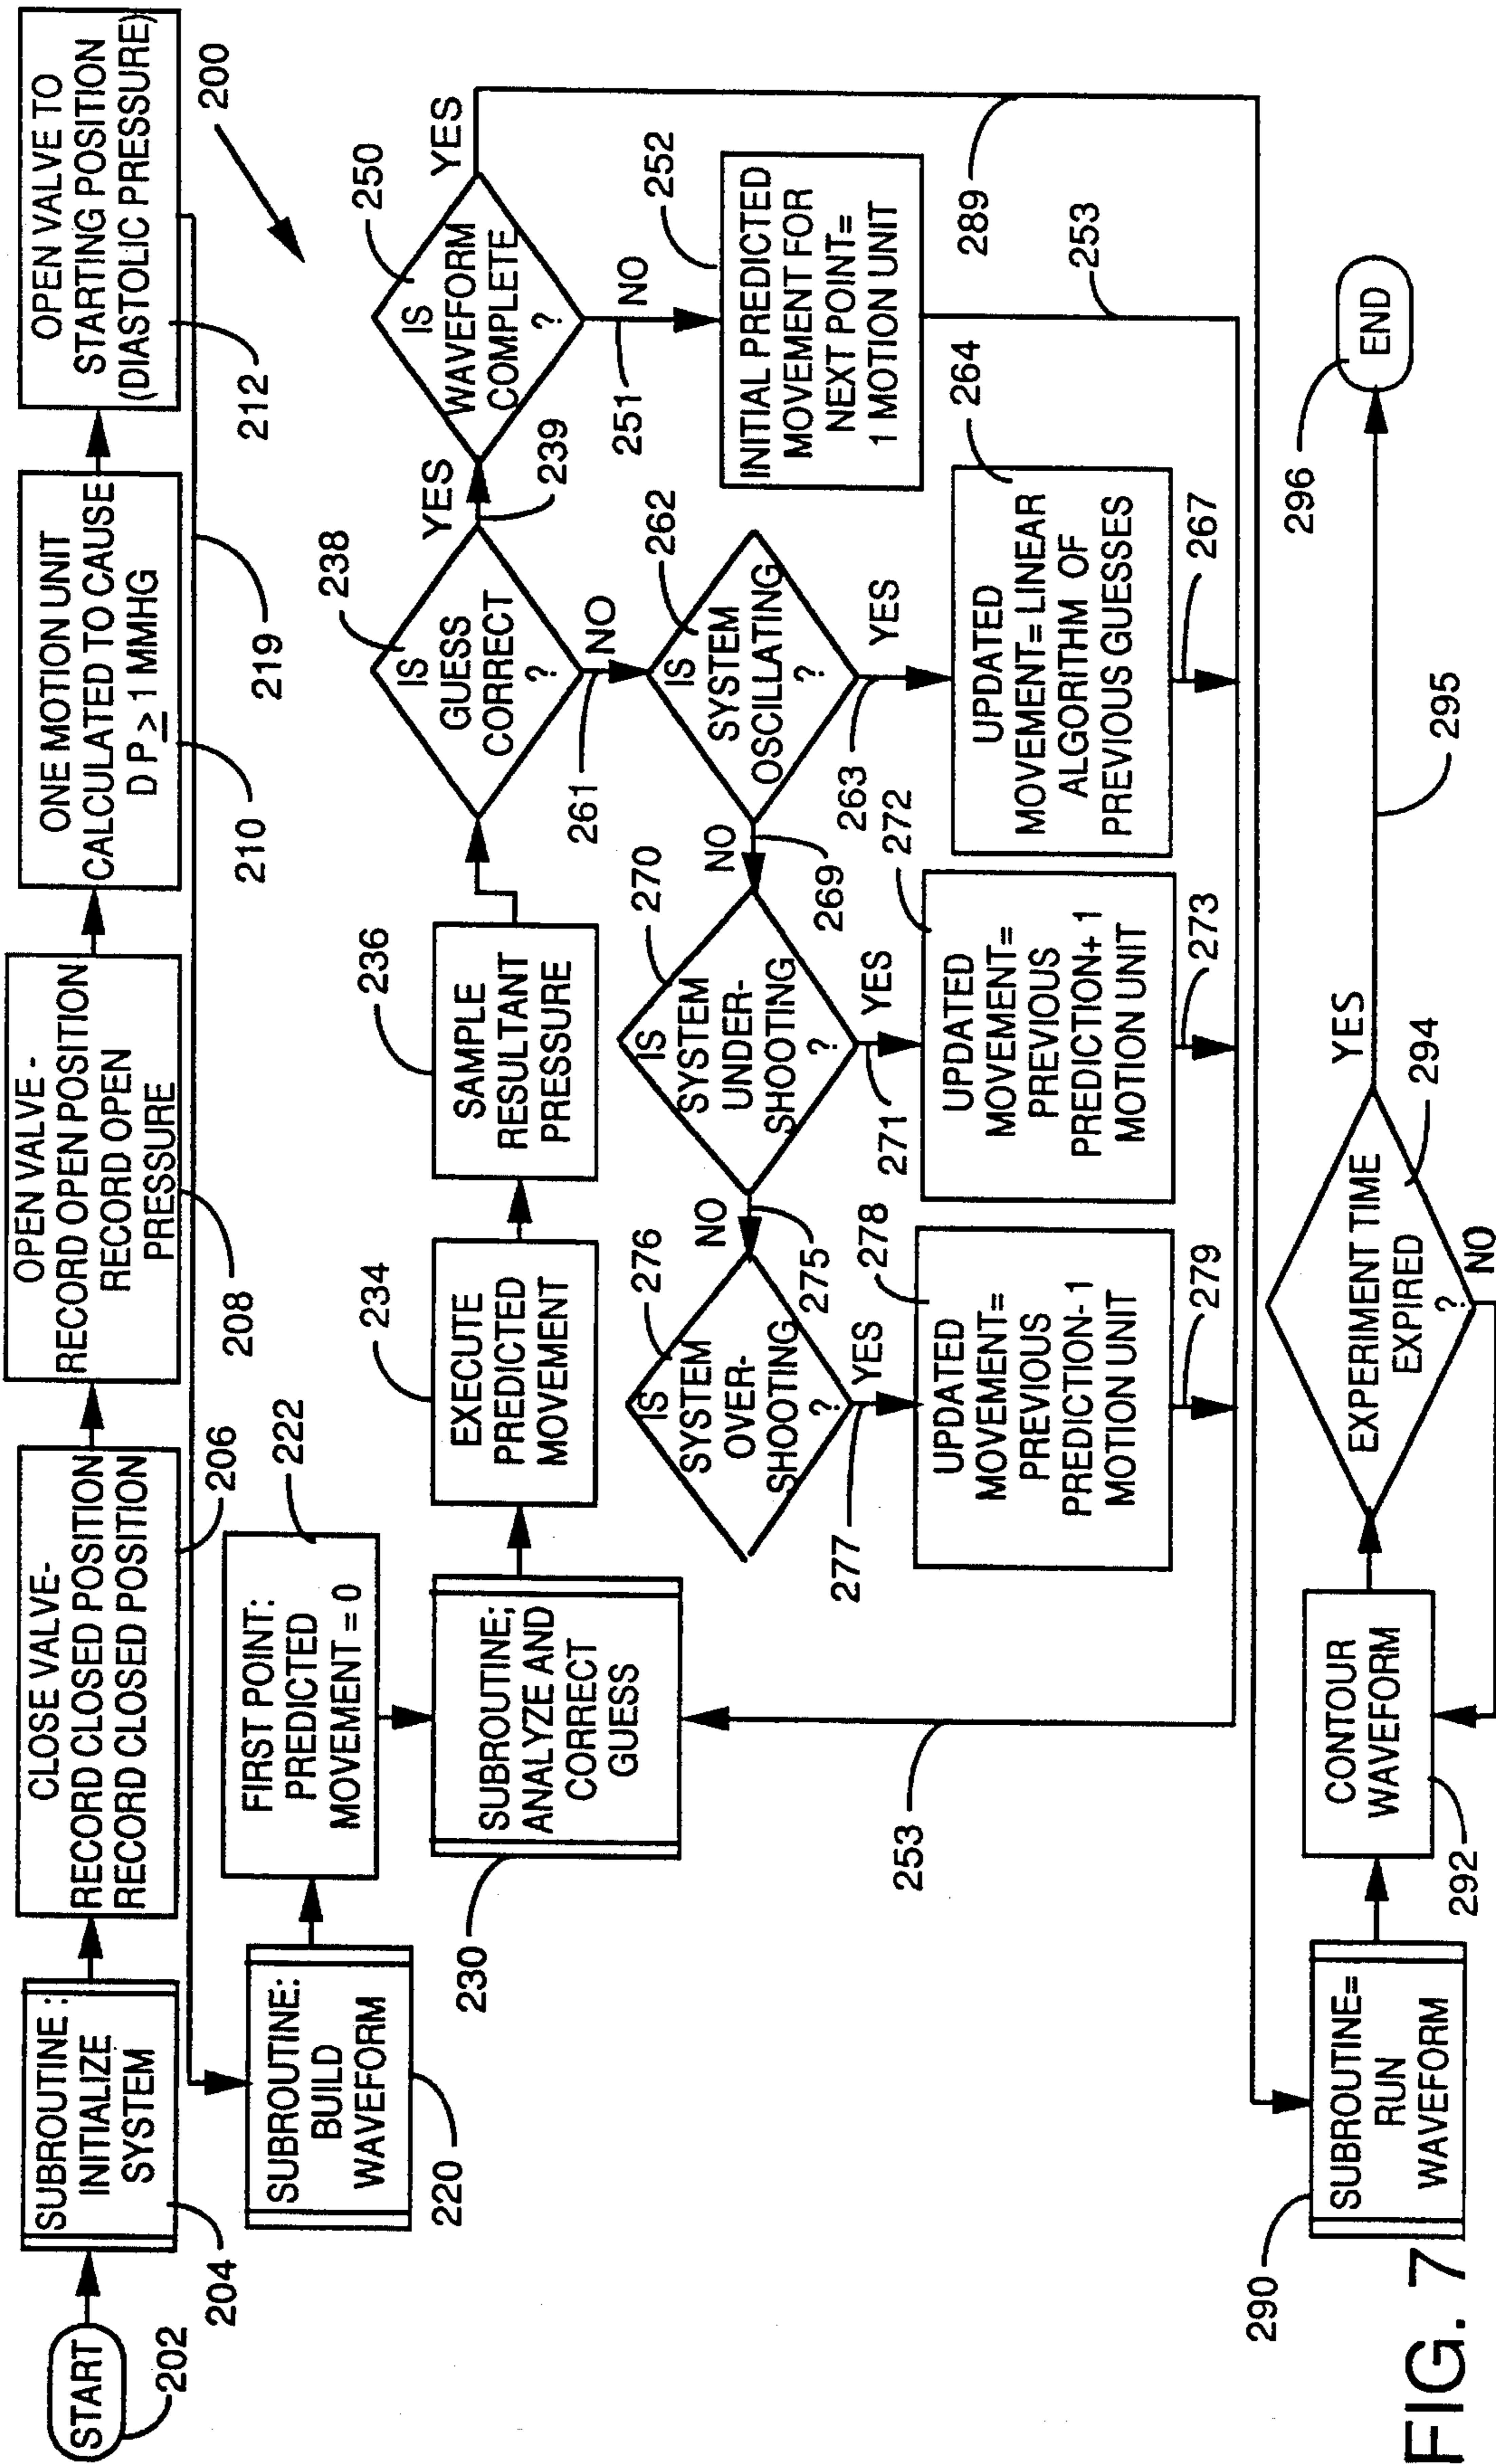 START
202
SUBROUTINE :
INITIALIZE
SYSTEM
204
CLOSE VALVE-
RECORD CLOSED POSITION
RECORD CLOSED POSITION
206
OPEN VALVE -
RECORD OPEN POSITION
RECORD OPEN
PRESSURE
208
ONE MOTION UNIT
CALCULATED TO CAUSE
D P ≥ 1 MMHG
210
OPEN VALVE TO
STARTING POSITION
(DIASTOLIC PRESSURE)
212
219
200
SUBROUTINE:
BUILD
WAVEFORM
220
FIRST POINT:
PREDICTED
MOVEMENT = 0
222
SUBROUTINE;
ANALYZE AND
CORRECT
GUESS
230
EXECUTE
PREDICTED
MOVEMENT
234
SAMPLE
RESULTANT
PRESSURE
236
IS
GUESS
CORRECT
?
238
YES
239
IS
WAVEFORM
COMPLETE
?
250
YES
289
NO
251
INITIAL PREDICTED
MOVEMENT FOR
NEXT POINT=
1 MOTION UNIT
252
253
NO
261
IS
SYSTEM
OSCILLATING
?
262
YES
263
UPDATED
MOVEMENT= LINEAR
ALGORITHM OF
PREVIOUS GUESSES
264
267
NO
269
IS
SYSTEM
UNDER-
SHOOTING
?
270
YES
271
UPDATED
MOVEMENT=
PREVIOUS
PREDICTION+ 1
MOTION UNIT
272
273
NO
275
IS
SYSTEM
OVER-
SHOOTING
?
276
YES
277
UPDATED
MOVEMENT=
PREVIOUS
PREDICTION- 1
MOTION UNIT
278
279
253
SUBROUTINE=
RUN
WAVEFORM
290
CONTOUR
WAVEFORM
292
EXPERIMENT TIME
EXPIRED
?
294
NO
YES
295
END
296
FIG. 7